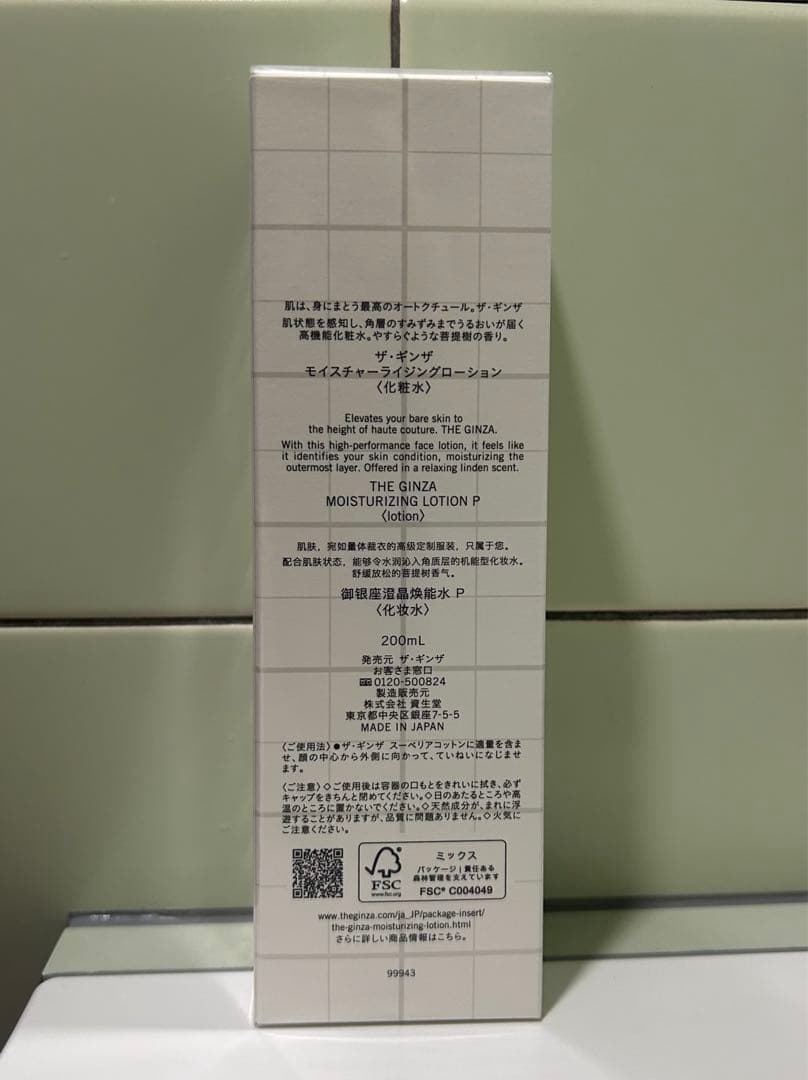 肌は、身にまとう最高のオートクチュール。ザ・ギンザ
肌状態を感知し、角層のすみずみまでうるおいが届く
高機能化粧水。やすらぐような菩提樹の香り。
ザ・ギンザ
モイスチャーライジングローション
〈化粧水〉
Elevates your bare skin to
the height of haute couture. THE GINZA.
With this high-performance face lotion, it feels like
it identifies your skin condition, moisturizing the
outermost layer. Offered in a relaxing linden scent.
THE GINZA
MOISTURIZING LOTION P
〈lotion〉
肌肤，宛如量体裁衣的高级定制服装，只属于您。
配合肌肤状态，能够令水润沁入角质层的机能型化妆水。
舒缓放松的菩提树香气。
御银座澄晶焕能水 P
〈化妆水〉
200mL
発売元 ザ・ギンザ
お客さま窓口
0120-500824
製造販売元
株式会社 資生堂
東京都中央区銀座7-5-5
MADE IN JAPAN
〈ご使用法〉●ザ・ギンザ スーペリアコットンに適量を含ま
せ、顔の中心から外側に向かって、ていねいになじませ
ます。
〈ご注意〉◇ご使用後は容器の口もとをきれいに拭き、必ず
キャップをきちんと閉めてください。◇日のあたるところや高
温のところに置かないでください。◇天然成分が、まれに浮
遊することがありますが、品質に問題ありません。◇火気に
ご注意ください。
FSC
www.fsc.org
ミックス
パッケージ｜責任ある
森林管理を支えています
FSC® C004049
www.theginza.com/ja_JP/package-insert/
the-ginza-moisturizing-lotion.html
さらに詳しい商品情報はこちら。
99943